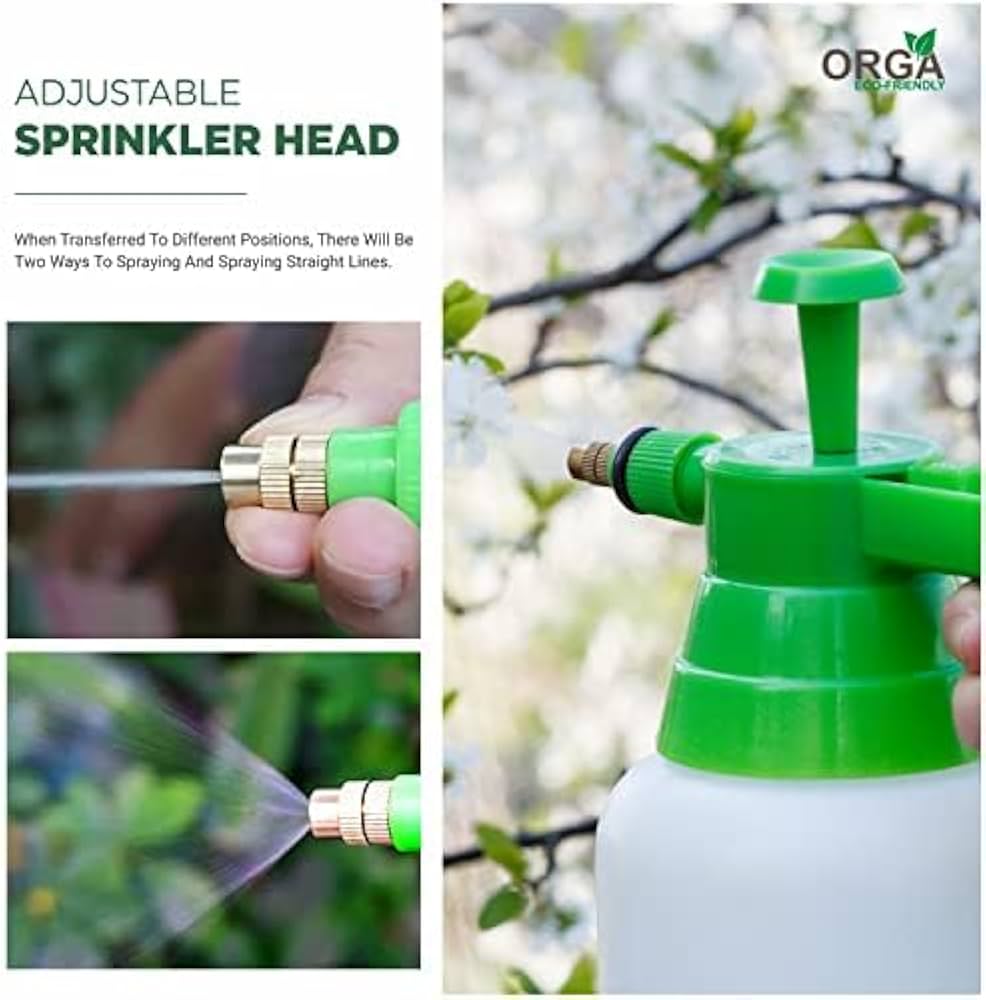 ADJUSTABLE
SPRINKLER HEAD
When Transferred To Different Positions, There Will Be
Two Ways To Spraying And Spraying Straight Lines.
ORGA
ECO-FRIENDLY